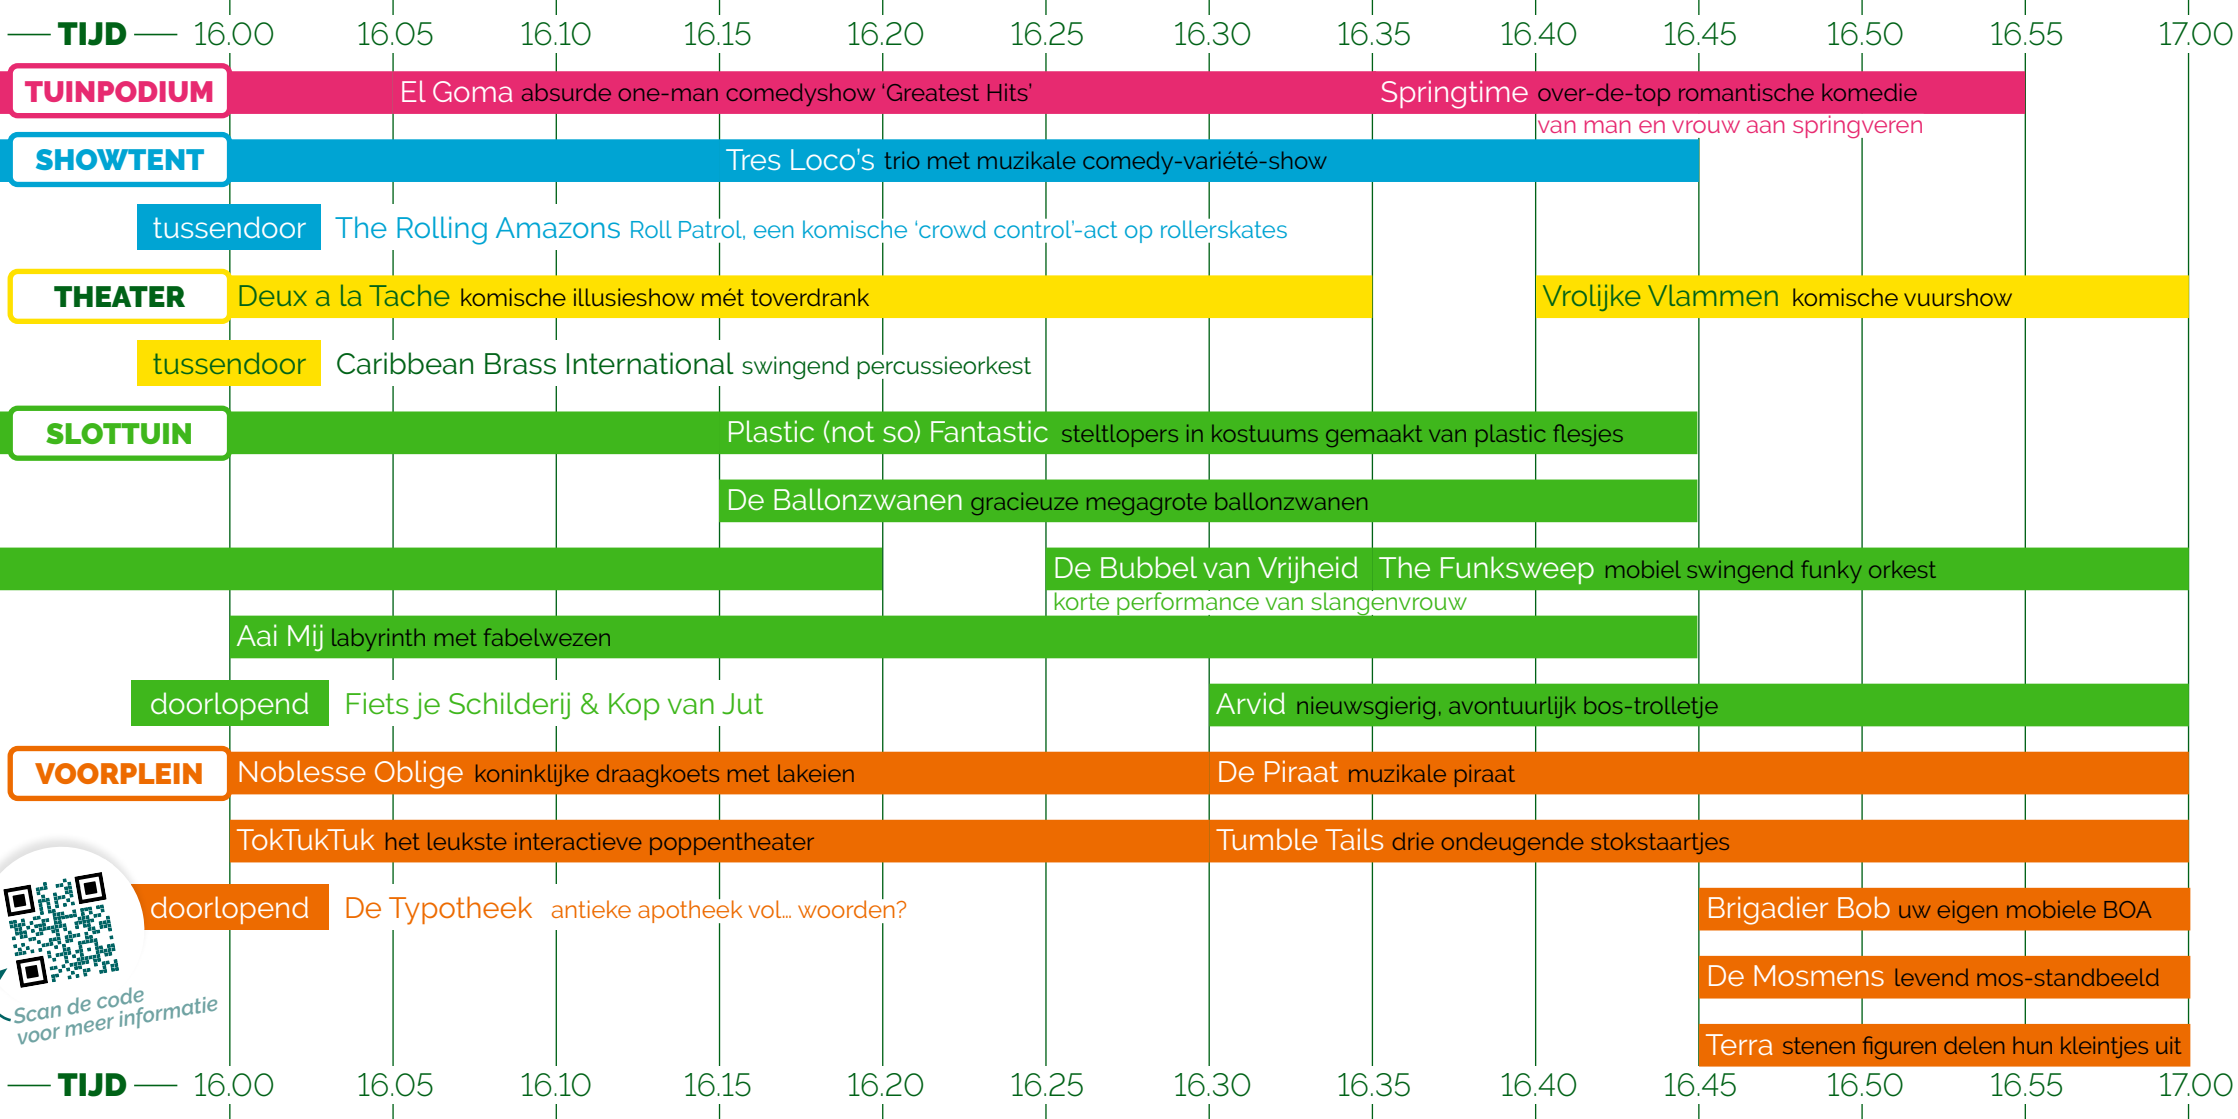 TIJD 16.00 16.05 16.10 16.15 16.20 16.25 16.30 16.35 16.40 16.45 16.50 16.55 17.00
TUINPODIUM El Goma absurde one-man comedyshow ‘Greatest Hits’ Springtime over-de-top romantische komedie
van man en vrouw aan springveren
SHOWTENT Tres Loco's trio met muzikale comedy-variété-show
tussendoor The Rolling Amazons Roll Patrol, een komische ‘crowd control’-act op rollerskates
THEATER Deux a la Tache komische illusieshow mét toverdrank Vrolijke Vlammen komische vuurshow
tussendoor Caribbean Brass International swingend percussieorkest
SLOTTUIN Plastic (not so) Fantastic steltlopers in kostuums gemaakt van plastic flesjes
De Ballonzwanen gracieuze megagrote ballonzwanen
De Bubbel van Vrijheid The Funksweep mobiel swingend funky orkest
korte performance van slangenvrouw
Aai Mij labyrinth met fabelwezen
doorlopend Fiets je Schilderij & Kop van Jut Arvid nieuwsgierig, avontuurlijk bos-trolletje
VOORPLEIN Noblesse Oblige koninklijke draagkoets met lakeien De Piraat muzikale piraat
TokTukTuk het leukste interactieve poppentheater Tumble Tails drie ondeugende stokstaartjes
doorlopend De Typotheek antieke apotheek vol... woorden? Brigadier Bob uw eigen mobiele BOA
De Mosmens levend mos-standbeeld
Scan de code
voor meer informatie
Terra stenen figuren delen hun kleintjes uit
TIJD 16.00 16.05 16.10 16.15 16.20 16.25 16.30 16.35 16.40 16.45 16.50 16.55 17.00